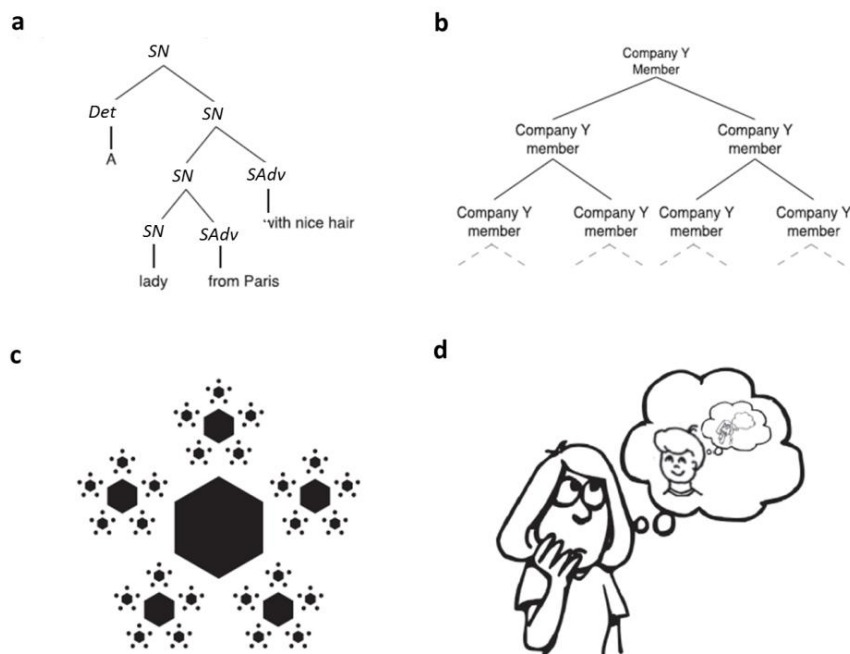 a
SN
Det
SN
A
SN
SAdv
with nice hair
SN
SAdv
lady
from Paris
b
Company Y
Member
Company Y
member
Company Y
member
Company Y
member
Company Y
member
Company Y
member
Company Y
member
c
d